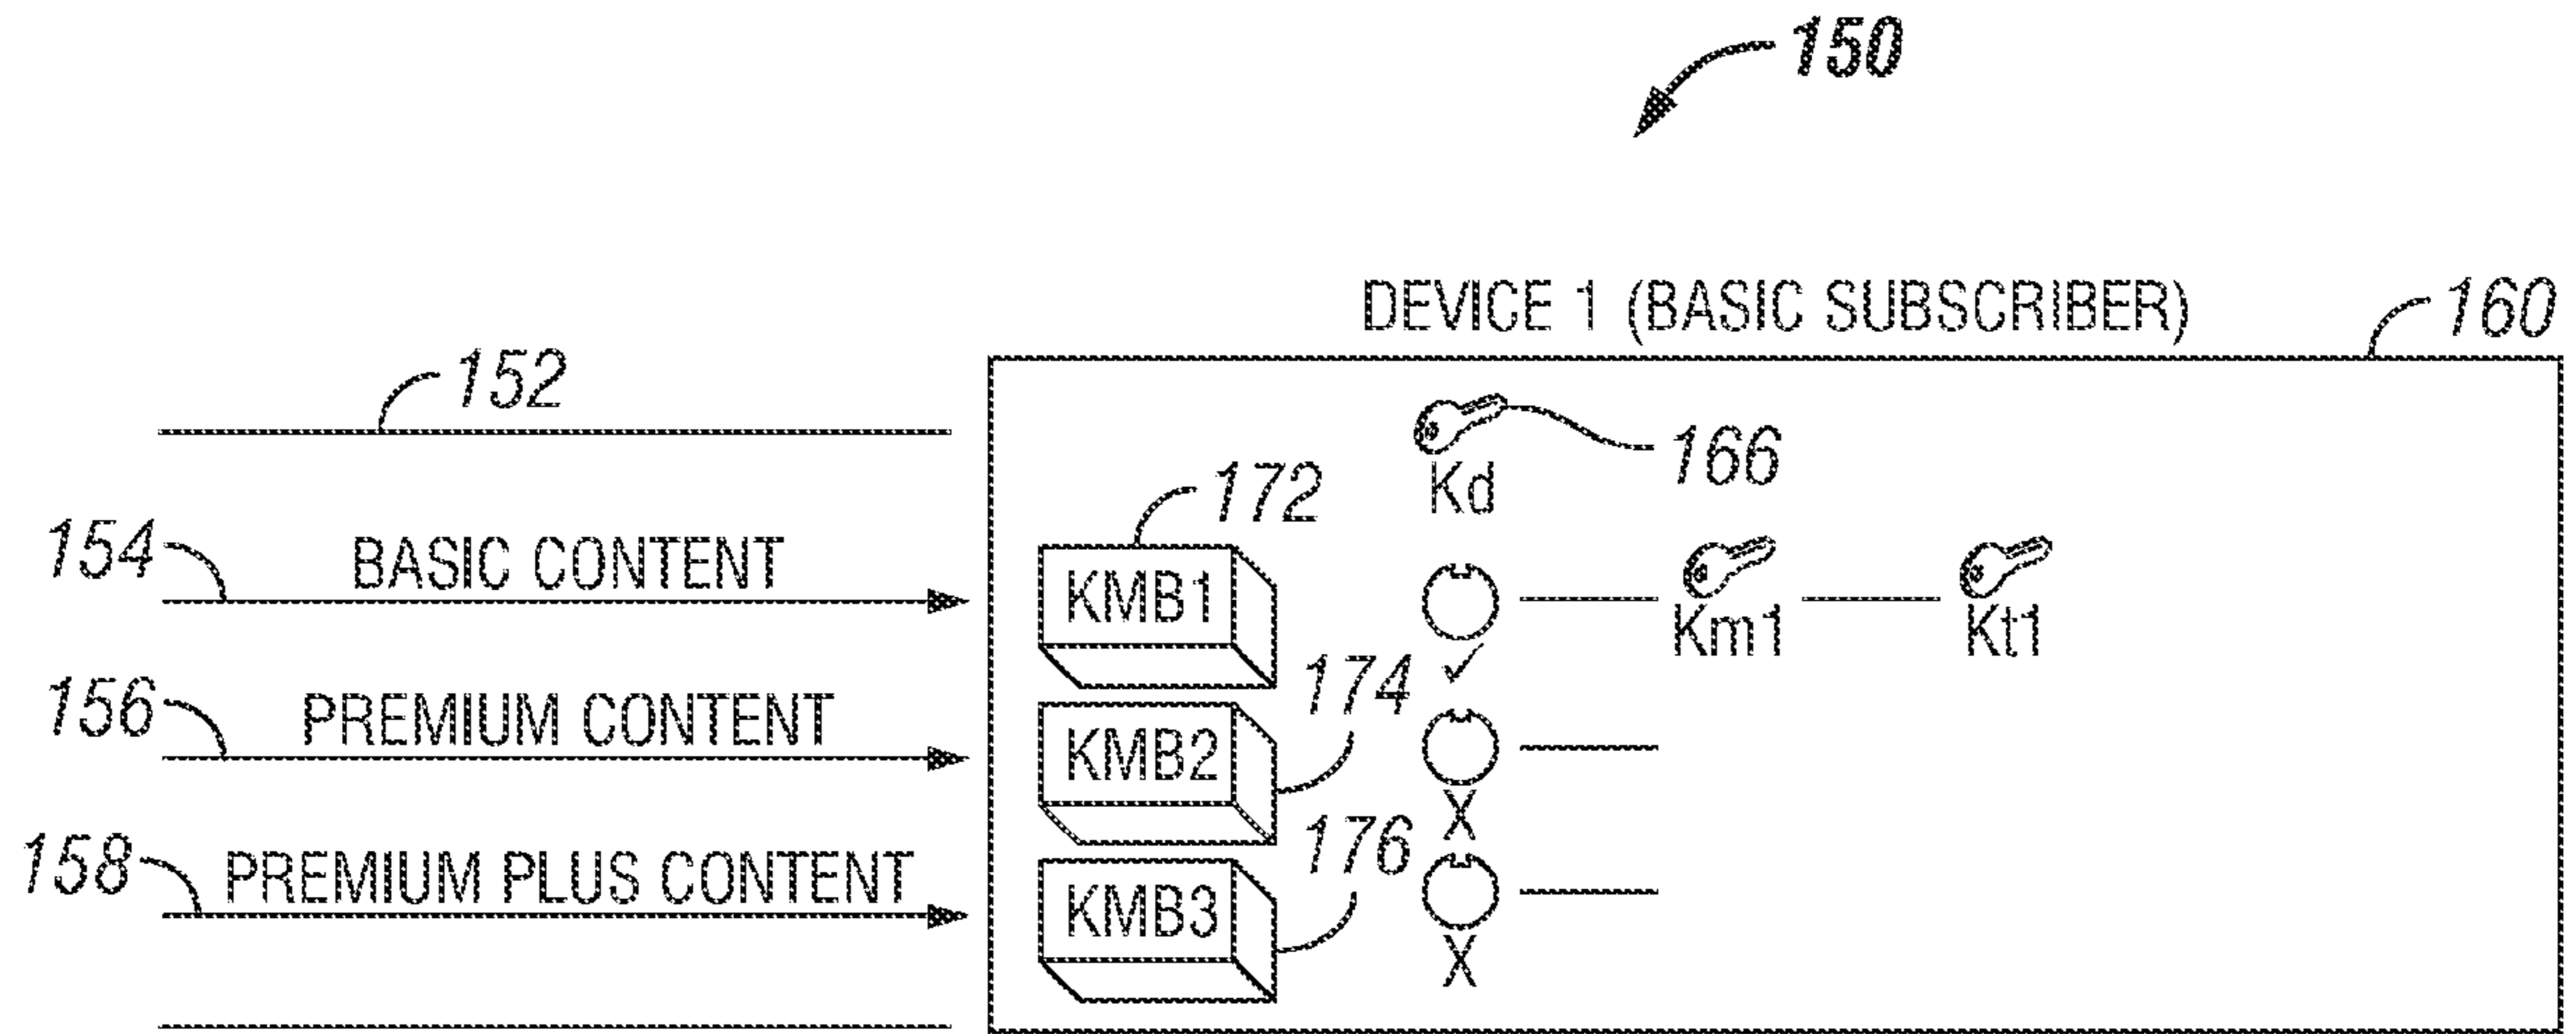 150
DEVICE 1 (BASIC SUBSCRIBER)
160
152
166
Kd
172
154
BASIC CONTENT
KMB1
Km1
Kt1
✓
174
156
PREMIUM CONTENT
KMB2
X
176
158
PREMIUM PLUS CONTENT
KMB3
X